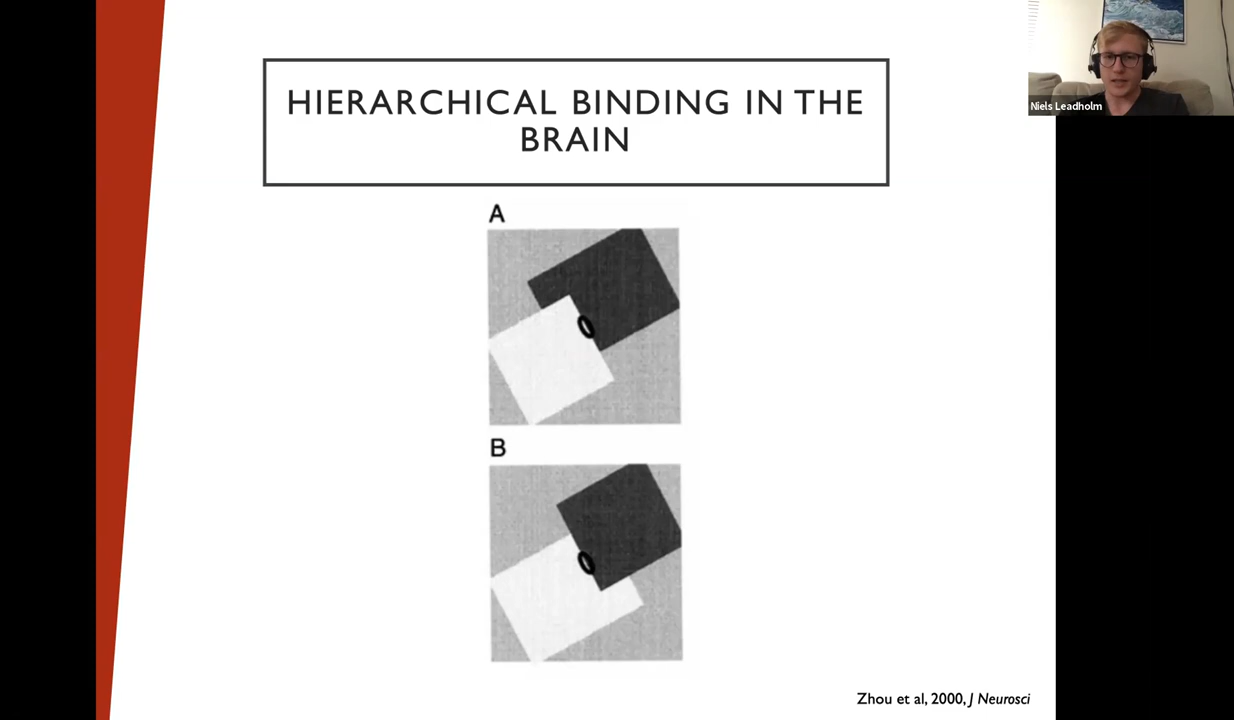 HIERARCHICAL BINDING IN THE
BRAIN
Niels Leadholm
A
B
Zhou et al, 2000, J Neurosci